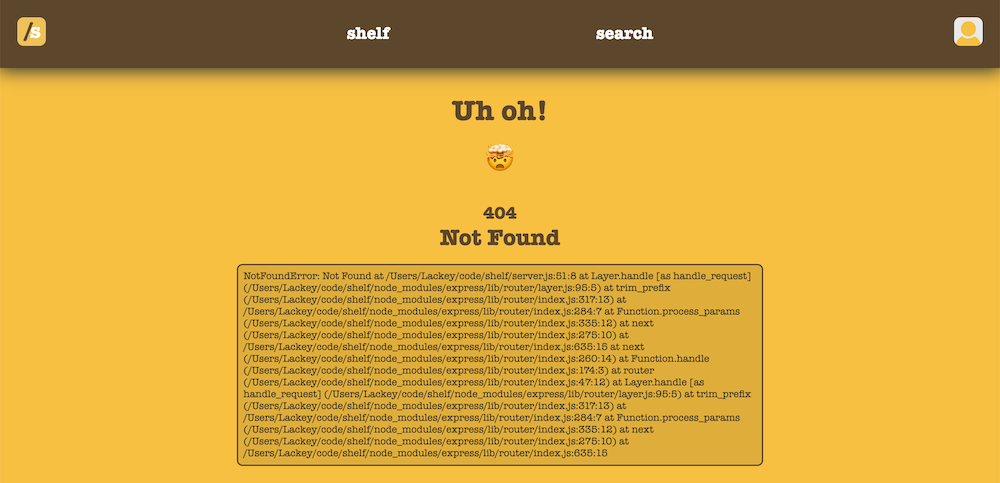 /s
shelf
search
Uh oh!
404
Not Found
NotFoundError: Not Found at /Users/Lackey/code/shelf/server.js:51:8 at Layer.handle [as handle_request]
(/Users/Lackey/code/shelf/node_modules/express/lib/router/layer.js:95:5) at trim_prefix
(/Users/Lackey/code/shelf/node_modules/express/lib/router/index.js:317:13) at
/Users/Lackey/code/shelf/node_modules/express/lib/router/index.js:284:7 at Function.process_params
(/Users/Lackey/code/shelf/node_modules/express/lib/router/index.js:335:12) at next
(/Users/Lackey/code/shelf/node_modules/express/lib/router/index.js:275:10) at
/Users/Lackey/code/shelf/node_modules/express/lib/router/index.js:635:15 at next
(/Users/Lackey/code/shelf/node_modules/express/lib/router/index.js:260:14) at Function.handle
(/Users/Lackey/code/shelf/node_modules/express/lib/router/index.js:174:3) at router
(/Users/Lackey/code/shelf/node_modules/express/lib/router/index.js:47:12) at Layer.handle [as
handle_request] (/Users/Lackey/code/shelf/node_modules/express/lib/router/layer.js:95:5) at trim_prefix
(/Users/Lackey/code/shelf/node_modules/express/lib/router/index.js:317:13) at
/Users/Lackey/code/shelf/node_modules/express/lib/router/index.js:284:7 at Function.process_params
(/Users/Lackey/code/shelf/node_modules/express/lib/router/index.js:335:12) at next
(/Users/Lackey/code/shelf/node_modules/express/lib/router/index.js:275:10) at
/Users/Lackey/code/shelf/node_modules/express/lib/router/index.js:635:15